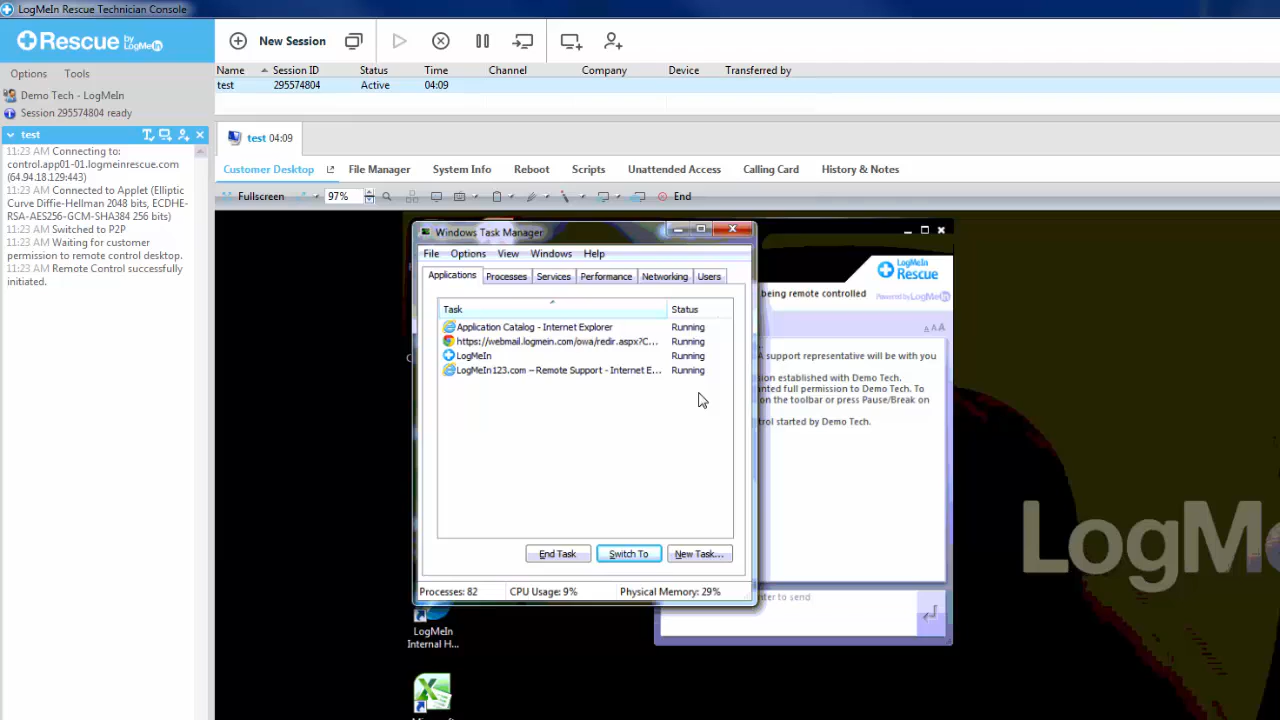 LogMeIn Rescue Technician Console
Rescue by LogMeIn
New Session
Options Tools
Demo Tech - LogMeIn
Session 295574804 ready
Name Session ID Status Time Channel Company Device Transferred by
test 295574804 Active 04:09
test
11:23 AM Connecting to:
control.app01-01.logmeinrescue.com
(64.94.18.129:443)
11:23 AM Connected to Applet (Elliptic
Curve Diffie-Hellman 2048 bits, ECDHE-
RSA-AES256-GCM-SHA384 256 bits)
11:23 AM Switched to P2P
11:23 AM Waiting for customer
permission to remote control desktop.
11:23 AM Remote Control successfully
initiated.
test 04:09
Customer Desktop File Manager System Info Reboot Scripts Unattended Access Calling Card History & Notes
Fullscreen 97% End
Windows Task Manager
File Options View Windows Help
Applications Processes Services Performance Networking Users
Task Status
Application Catalog - Internet Explorer Running
https://webmail.logmein.com/owa/redir.aspx?C... Running
LogMeIn Running
LogMeIn123.com – Remote Support - Internet E... Running
End Task Switch To New Task...
Processes: 82 CPU Usage: 9% Physical Memory: 29%
LogMeIn
Rescue
being remote controlled
Powered by LogMeIn
A A A
A support representative will be with you
ion established with Demo Tech.
anted full permission to Demo Tech. To
on the toolbar or press Pause/Break on
trol started by Demo Tech.
nter to send
LogMe
LogMeIn
Internal H...